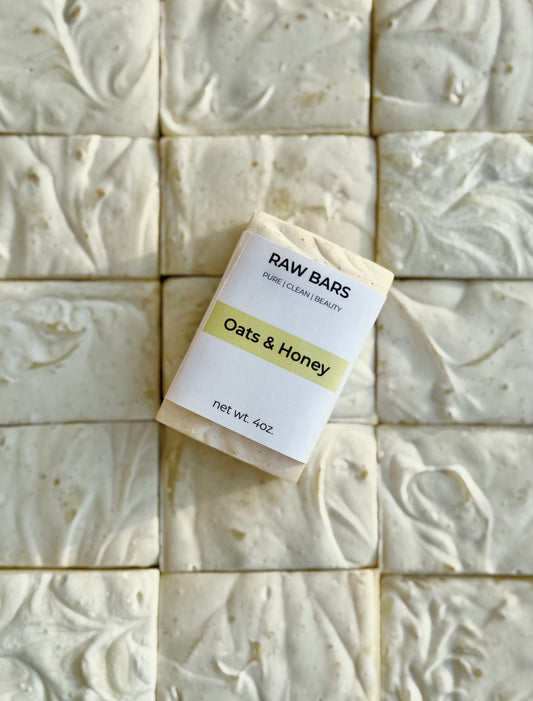 RAW BARS
PURE | CLEAN | BEAUTY
Oats & Honey
net wt. 4oz.